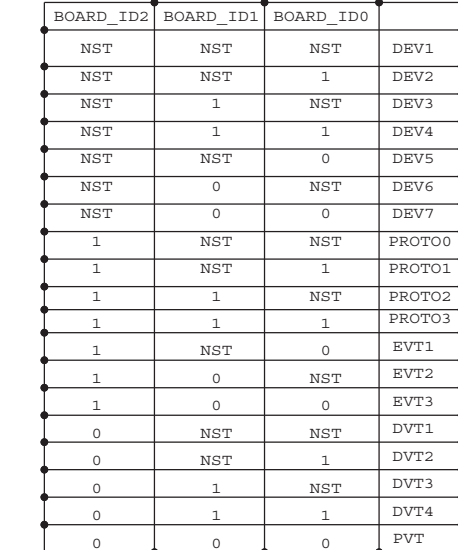 BOARD_ID2 BOARD_ID1 BOARD_ID0
NST NST NST DEV1
NST NST 1 DEV2
NST 1 NST DEV3
NST 1 1 DEV4
NST NST 0 DEV5
NST 0 NST DEV6
NST 0 0 DEV7
1 NST NST PROTO0
1 NST 1 PROTO1
1 1 NST PROTO2
1 1 1 PROTO3
1 NST 0 EVT1
1 0 NST EVT2
1 0 0 EVT3
0 NST NST DVT1
0 NST 1 DVT2
0 1 NST DVT3
0 1 1 DVT4
0 0 0 PVT